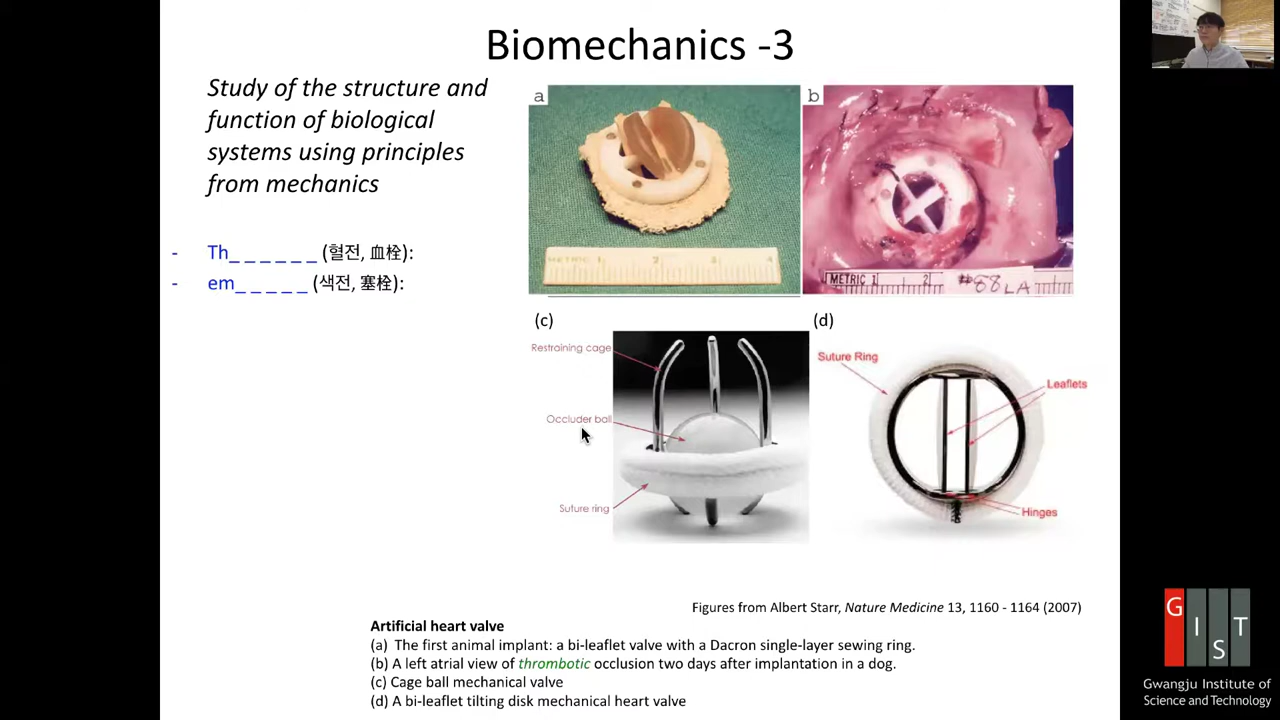 Biomechanics -3
Study of the structure and
function of biological
systems using principles
from mechanics
- Th_ _ _ _ _ _ (혈전, 血栓):
- em_ _ _ _ _ (색전, 塞栓):
a
b
METRIC 1 2 3 4
METRIC 1 2 #88 LA
(c)
(d)
Restraining cage
Occluder ball
Suture ring
Suture Ring
Leaflets
Hinges
Figures from Albert Starr, Nature Medicine 13, 1160 - 1164 (2007)
Artificial heart valve
(a) The first animal implant: a bi-leaflet valve with a Dacron single-layer sewing ring.
(b) A left atrial view of thrombotic occlusion two days after implantation in a dog.
(c) Cage ball mechanical valve
(d) A bi-leaflet tilting disk mechanical heart valve
GIST
Gwangju Institute of
Science and Technology